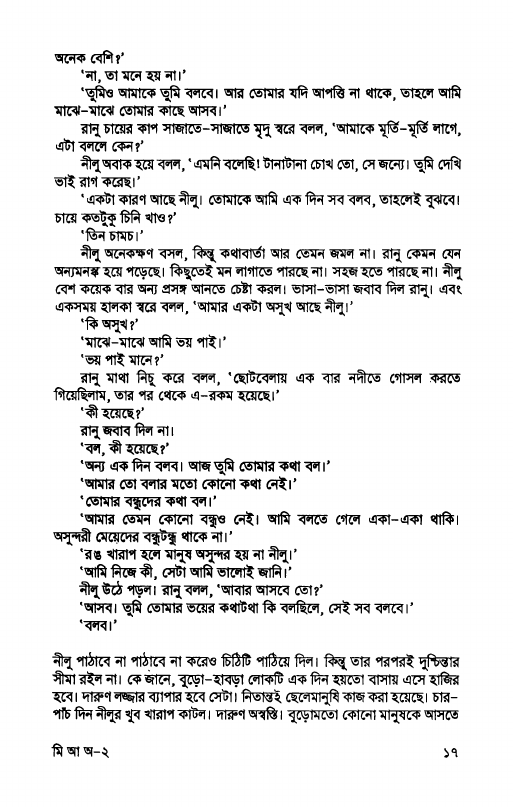 অনেক বেশি?’
‘না, তা মনে হয় না।’
‘তুমিও আমাকে তুমি বলবে। আর তোমার যদি আপত্তি না থাকে, তাহলে আমি
মাঝে-মাঝে তোমার কাছে আসব।’
রানু চায়ের কাপ সাজাতে-সাজাতে মৃদু স্বরে বলল, ‘আমাকে মূর্তি-মূর্তি লাগে,
এটা বললে কেন?’
নীলু অবাক হয়ে বলল, ‘এমনি বলেছি! টানাটানা চোখ তো, সে জন্যে। তুমি দেখি
ভাই রাগ করেছ।’
‘একটা কারণ আছে নীলু। তোমাকে আমি এক দিন সব বলব, তাহলেই বুঝবে।
চায়ে কতটুকু চিনি খাও?’
‘তিন চামচ।’
নীলু অনেকক্ষণ বসল, কিন্তু কথাবার্তা আর তেমন জমল না। রানু কেমন যেন
অন্যমনস্ক হয়ে পড়েছে। কিছুতেই মন লাগাতে পারছে না। সহজ হতে পারছে না। নীলু
বেশ কয়েক বার অন্য প্রসঙ্গ আনতে চেষ্টা করল। ভাসা-ভাসা জবাব দিল রানু। এবং
একসময় হালকা স্বরে বলল, ‘আমার একটা অসুখ আছে নীলু।’
‘কি অসুখ?’
‘মাঝে-মাঝে আমি ভয় পাই।’
‘ভয় পাই মানে?’
রানু মাথা নিচু করে বলল, ‘ছোটবেলায় এক বার নদীতে গোসল করতে
গিয়েছিলাম, তার পর থেকে এ-রকম হয়েছে।’
‘কী হয়েছে?’
রানু জবাব দিল না।
‘বল, কী হয়েছে?’
‘অন্য এক দিন বলব। আজ তুমি তোমার কথা বল।’
‘আমার তো বলার মতো কোনো কথা নেই।’
‘তোমার বন্ধুদের কথা বল।’
‘আমার তেমন কোনো বন্ধুও নেই। আমি বলতে গেলে একা-একা থাকি।
অসুন্দরী মেয়েদের বন্ধুটন্ধু থাকে না।’
‘রঙ খারাপ হলে মানুষ অসুন্দর হয় না নীলু।’
‘আমি নিজে কী, সেটা আমি ভালোই জানি।’
নীলু উঠে পড়ল। রানু বলল, ‘আবার আসবে তো?’
‘আসব। তুমি তোমার ভয়ের কথাটথা কি বলছিলে, সেই সব বলবে।’
‘বলব।’
নীলু পাঠাবে না পাঠাবে না করেও চিঠিটি পাঠিয়ে দিল। কিন্তু তার পরপরই দুশ্চিন্তার
সীমা রইল না। কে জানে, বুড়ো-হাবড়া লোকটি এক দিন হয়তো বাসায় এসে হাজির
হবে। দারুণ লজ্জার ব্যাপার হবে সেটা। নিতান্তই ছেলেমানুষি কাজ করা হয়েছে। চার-
পাঁচ দিন নীলুর খুব খারাপ কাটল। দারুণ অস্বস্তি। বুড়োমতো কোনো মানুষকে আসতে
মি আ অ-২ ১৭